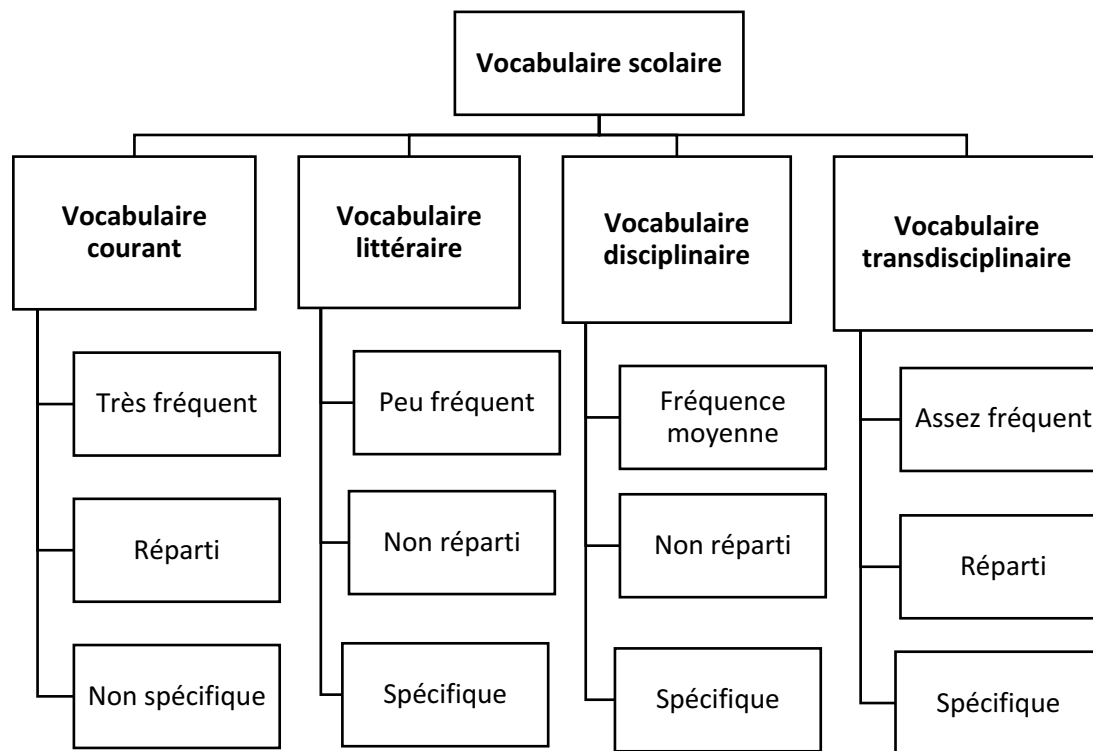 Vocabulaire scolaire
Vocabulaire
courant
Vocabulaire
littéraire
Vocabulaire
disciplinaire
Vocabulaire
transdisciplinaire
Très fréquent
Réparti
Non spécifique
Peu fréquent
Non réparti
Spécifique
Fréquence
moyenne
Non réparti
Spécifique
Assez fréquent
Réparti
Spécifique